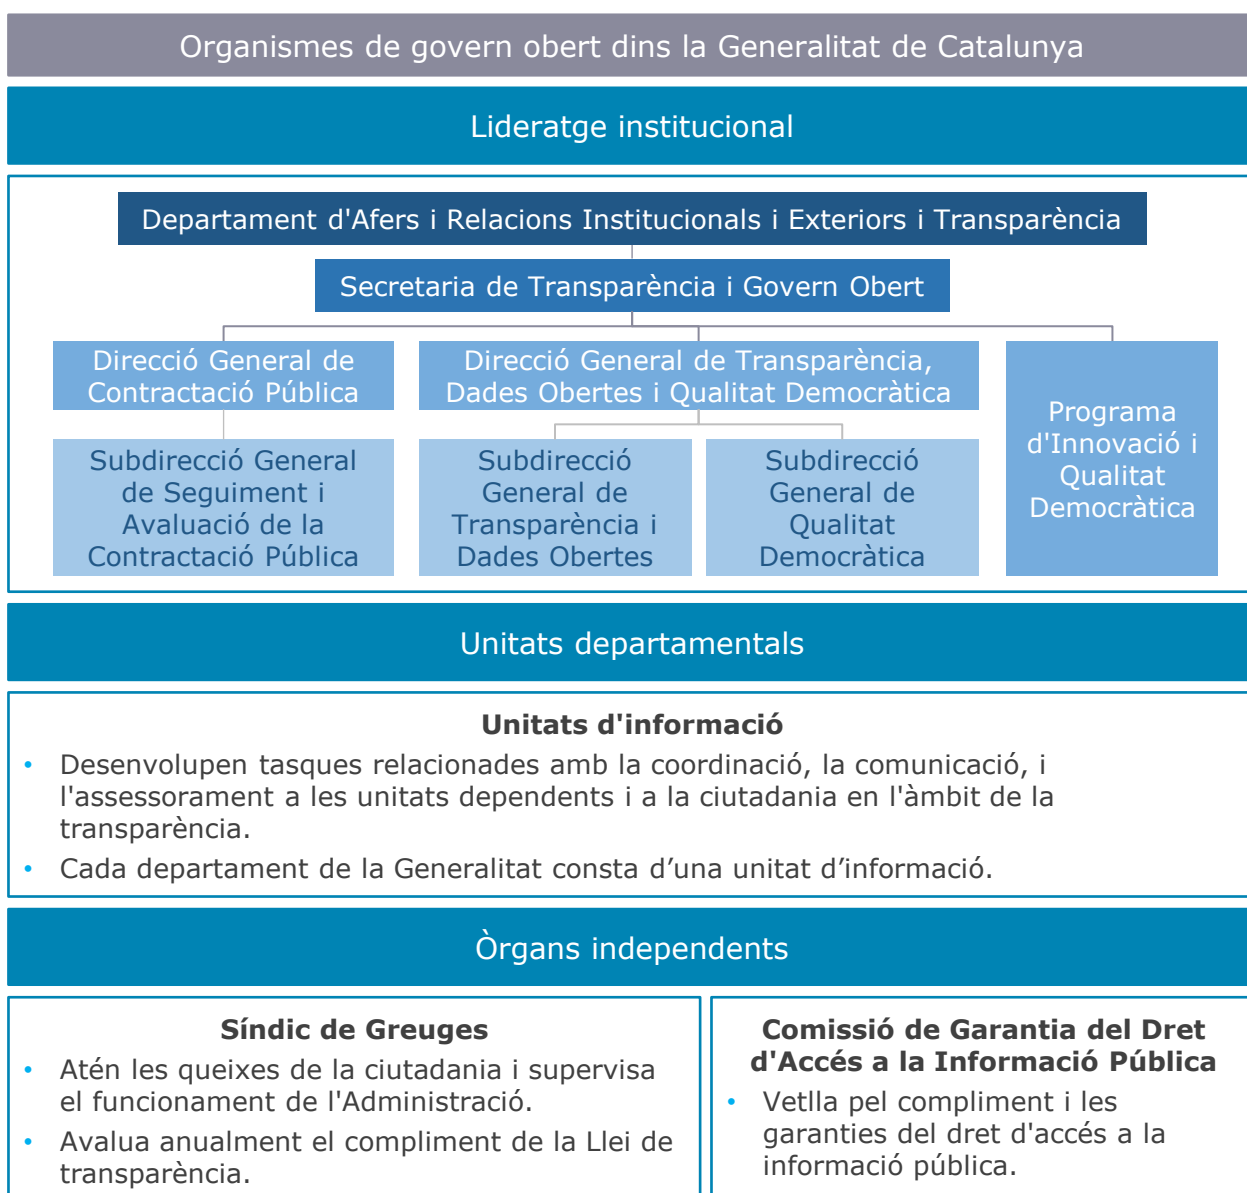 Organismes de govern obert dins la Generalitat de Catalunya
Lideratge institucional
Departament d'Afers i Relacions Institucionals i Exteriors i Transparència
Secretaria de Transparència i Govern Obert
Direcció General de
Contractació Pública
Direcció General de Transparència,
Dades Obertes i Qualitat Democràtica
Programa
d'Innovació i
Qualitat
Democràtica
Subdirecció General
de Seguiment i
Avaluació de la
Contractació Pública
Subdirecció
General de
Transparència i
Dades Obertes
Subdirecció
General de
Qualitat
Democràtica
Unitats departamentals
Unitats d'informació
• Desenvolupen tasques relacionades amb la coordinació, la comunicació, i
l'assessorament a les unitats dependents i a la ciutadania en l'àmbit de la
transparència.
• Cada departament de la Generalitat consta d’una unitat d’informació.
Òrgans independents
Síndic de Greuges
• Atén les queixes de la ciutadania i supervisa
el funcionament de l'Administració.
• Avalua anualment el compliment de la Llei de
transparència.
Comissió de Garantia del Dret
d'Accés a la Informació Pública
• Vetlla pel compliment i les
garanties del dret d'accés a la
informació pública.